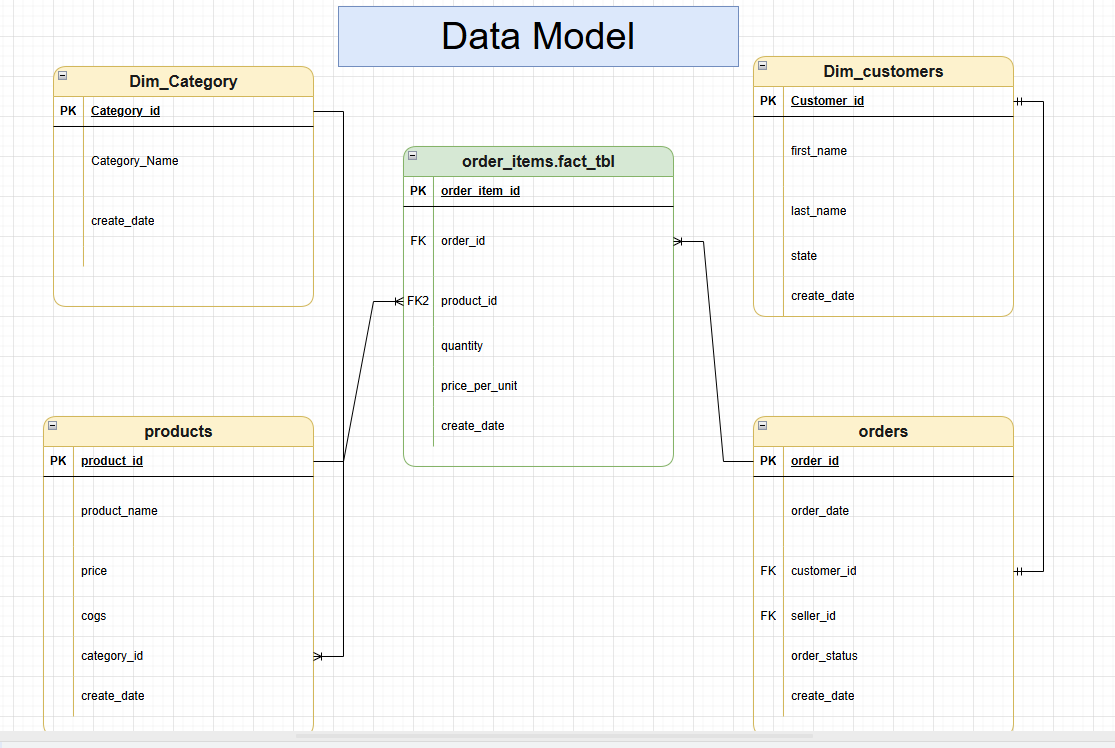 Data Model
Dim_Category
PK Category_id
Category_Name
create_date
order_items.fact_tbl
PK order_item_id
FK order_id
FK2 product_id
quantity
price_per_unit
create_date
Dim_customers
PK Customer_id
first_name
last_name
state
create_date
products
PK product_id
product_name
price
cogs
category_id
create_date
orders
PK order_id
order_date
FK customer_id
FK seller_id
order_status
create_date